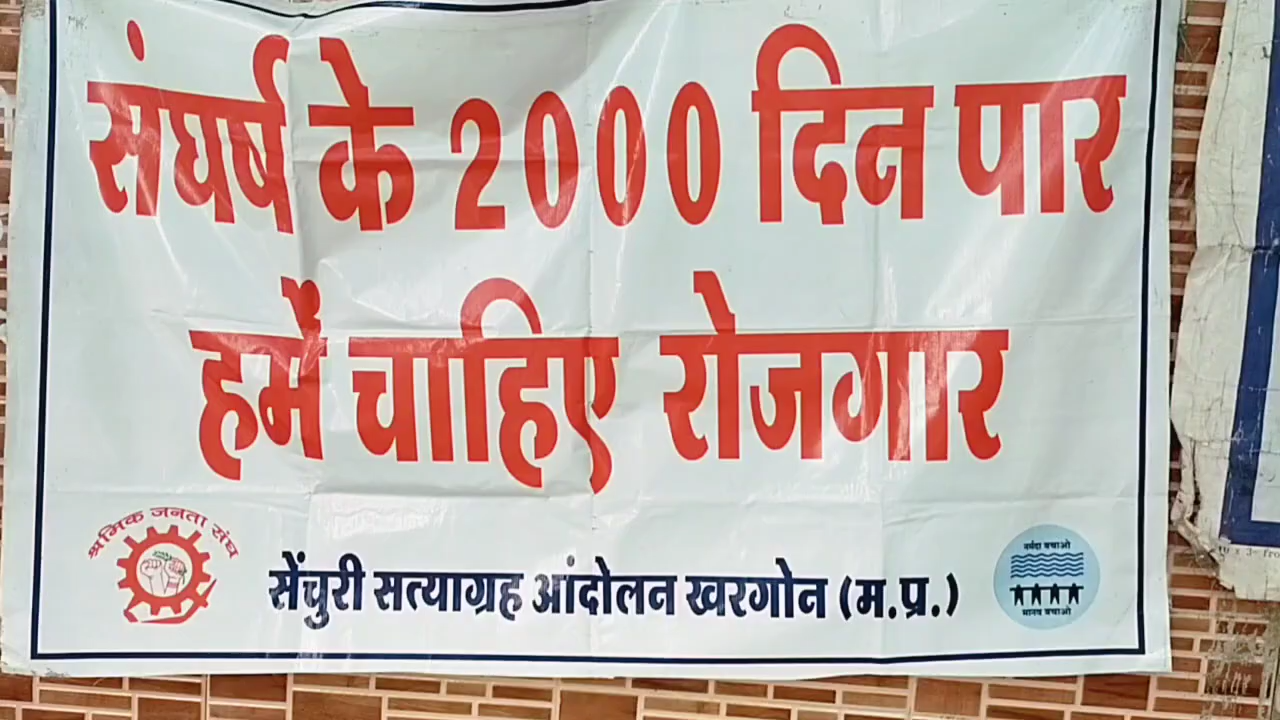 संघर्ष के 2000 दिन पार
हमें चाहिए रोजगार
श्रमिक जनता संघ
सेंचुरी सत्याग्रह आंदोलन खरगोन (म.प्र.)
नर्मदा बचाओ
मानव बचाओ